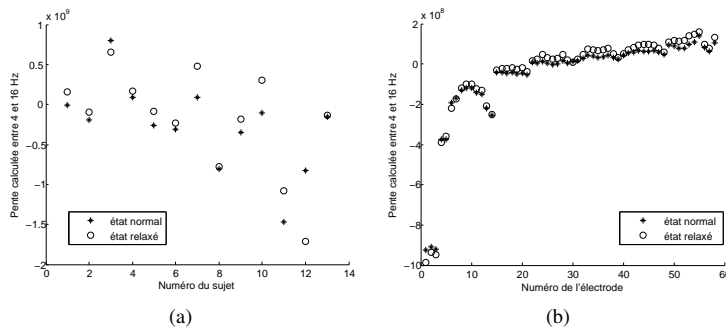 x 10^9
1
0.5
0
−0.5
−1
−1.5
−2
0 2 4 6 8 10 12 14
Pente calculée entre 4 et 16 Hz
Numéro du sujet
état normal
état relaxé
(a)
x 10^8
2
0
−2
−4
−6
−8
−10
0 10 20 30 40 50 60
Pente calculée entre 4 et 16 Hz
Numéro de l'électrode
état normal
état relaxé
(b)